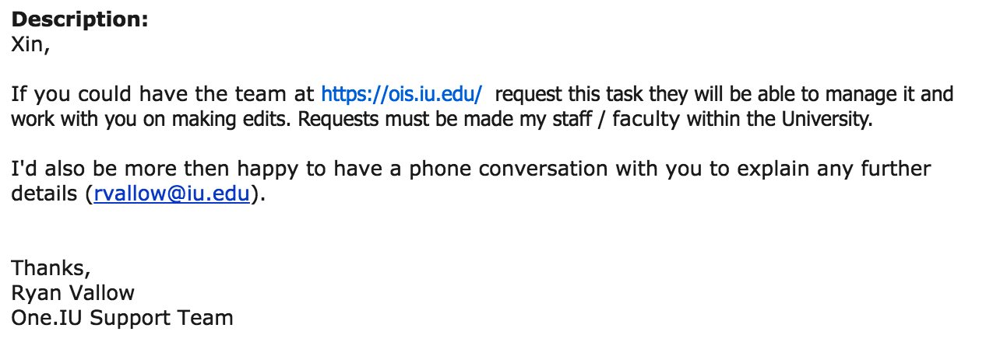 Description:
Xin,
If you could have the team at https://ois.iu.edu/ request this task they will be able to manage it and
work with you on making edits. Requests must be made my staff / faculty within the University.
I'd also be more then happy to have a phone conversation with you to explain any further
details (rvallow@iu.edu).
Thanks,
Ryan Vallow
One.IU Support Team